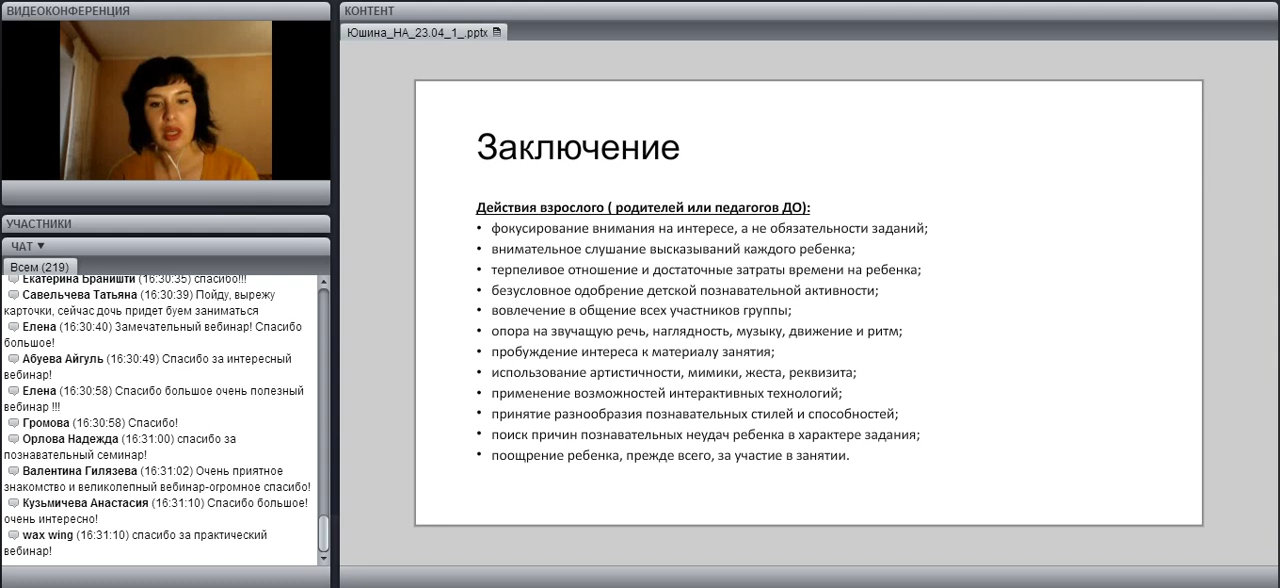 ВИДЕОКОНФЕРЕНЦИЯ
УЧАСТНИКИ
ЧАТ ▼
Всем (219)
Екатерина Браништи (16:30:35) спасибо!!!
Савельчева Татьяна (16:30:39) Пойду, вырежу
карточки, сейчас дочь придет буем заниматься
Елена (16:30:40) Замечательный вебинар! Спасибо
большое!
Абуева Айгуль (16:30:49) Спасибо за интересный
вебинар!
Елена (16:30:58) Спасибо большое очень полезный
вебинар !!!
Громова (16:30:58) Спасибо!
Орлова Надежда (16:31:00) спасибо за
познавательный семинар!
Валентина Гилязева (16:31:02) Очень приятное
знакомство и великолепный вебинар-огромное спасибо!
Кузьмичева Анастасия (16:31:10) Спасибо большое!
очень интересно!
wax wing (16:31:10) спасибо за практический
вебинар!
КОНТЕНТ
Юшина_НА_23.04_1_.pptx
Заключение
Действия взрослого ( родителей или педагогов ДО):
• фокусирование внимания на интересе, а не обязательности заданий;
• внимательное слушание высказываний каждого ребенка;
• терпеливое отношение и достаточные затраты времени на ребенка;
• безусловное одобрение детской познавательной активности;
• вовлечение в общение всех участников группы;
• опора на звучащую речь, наглядность, музыку, движение и ритм;
• пробуждение интереса к материалу занятия;
• использование артистичности, мимики, жеста, реквизита;
• применение возможностей интерактивных технологий;
• принятие разнообразия познавательных стилей и способностей;
• поиск причин познавательных неудач ребенка в характере задания;
• поощрение ребенка, прежде всего, за участие в занятии.